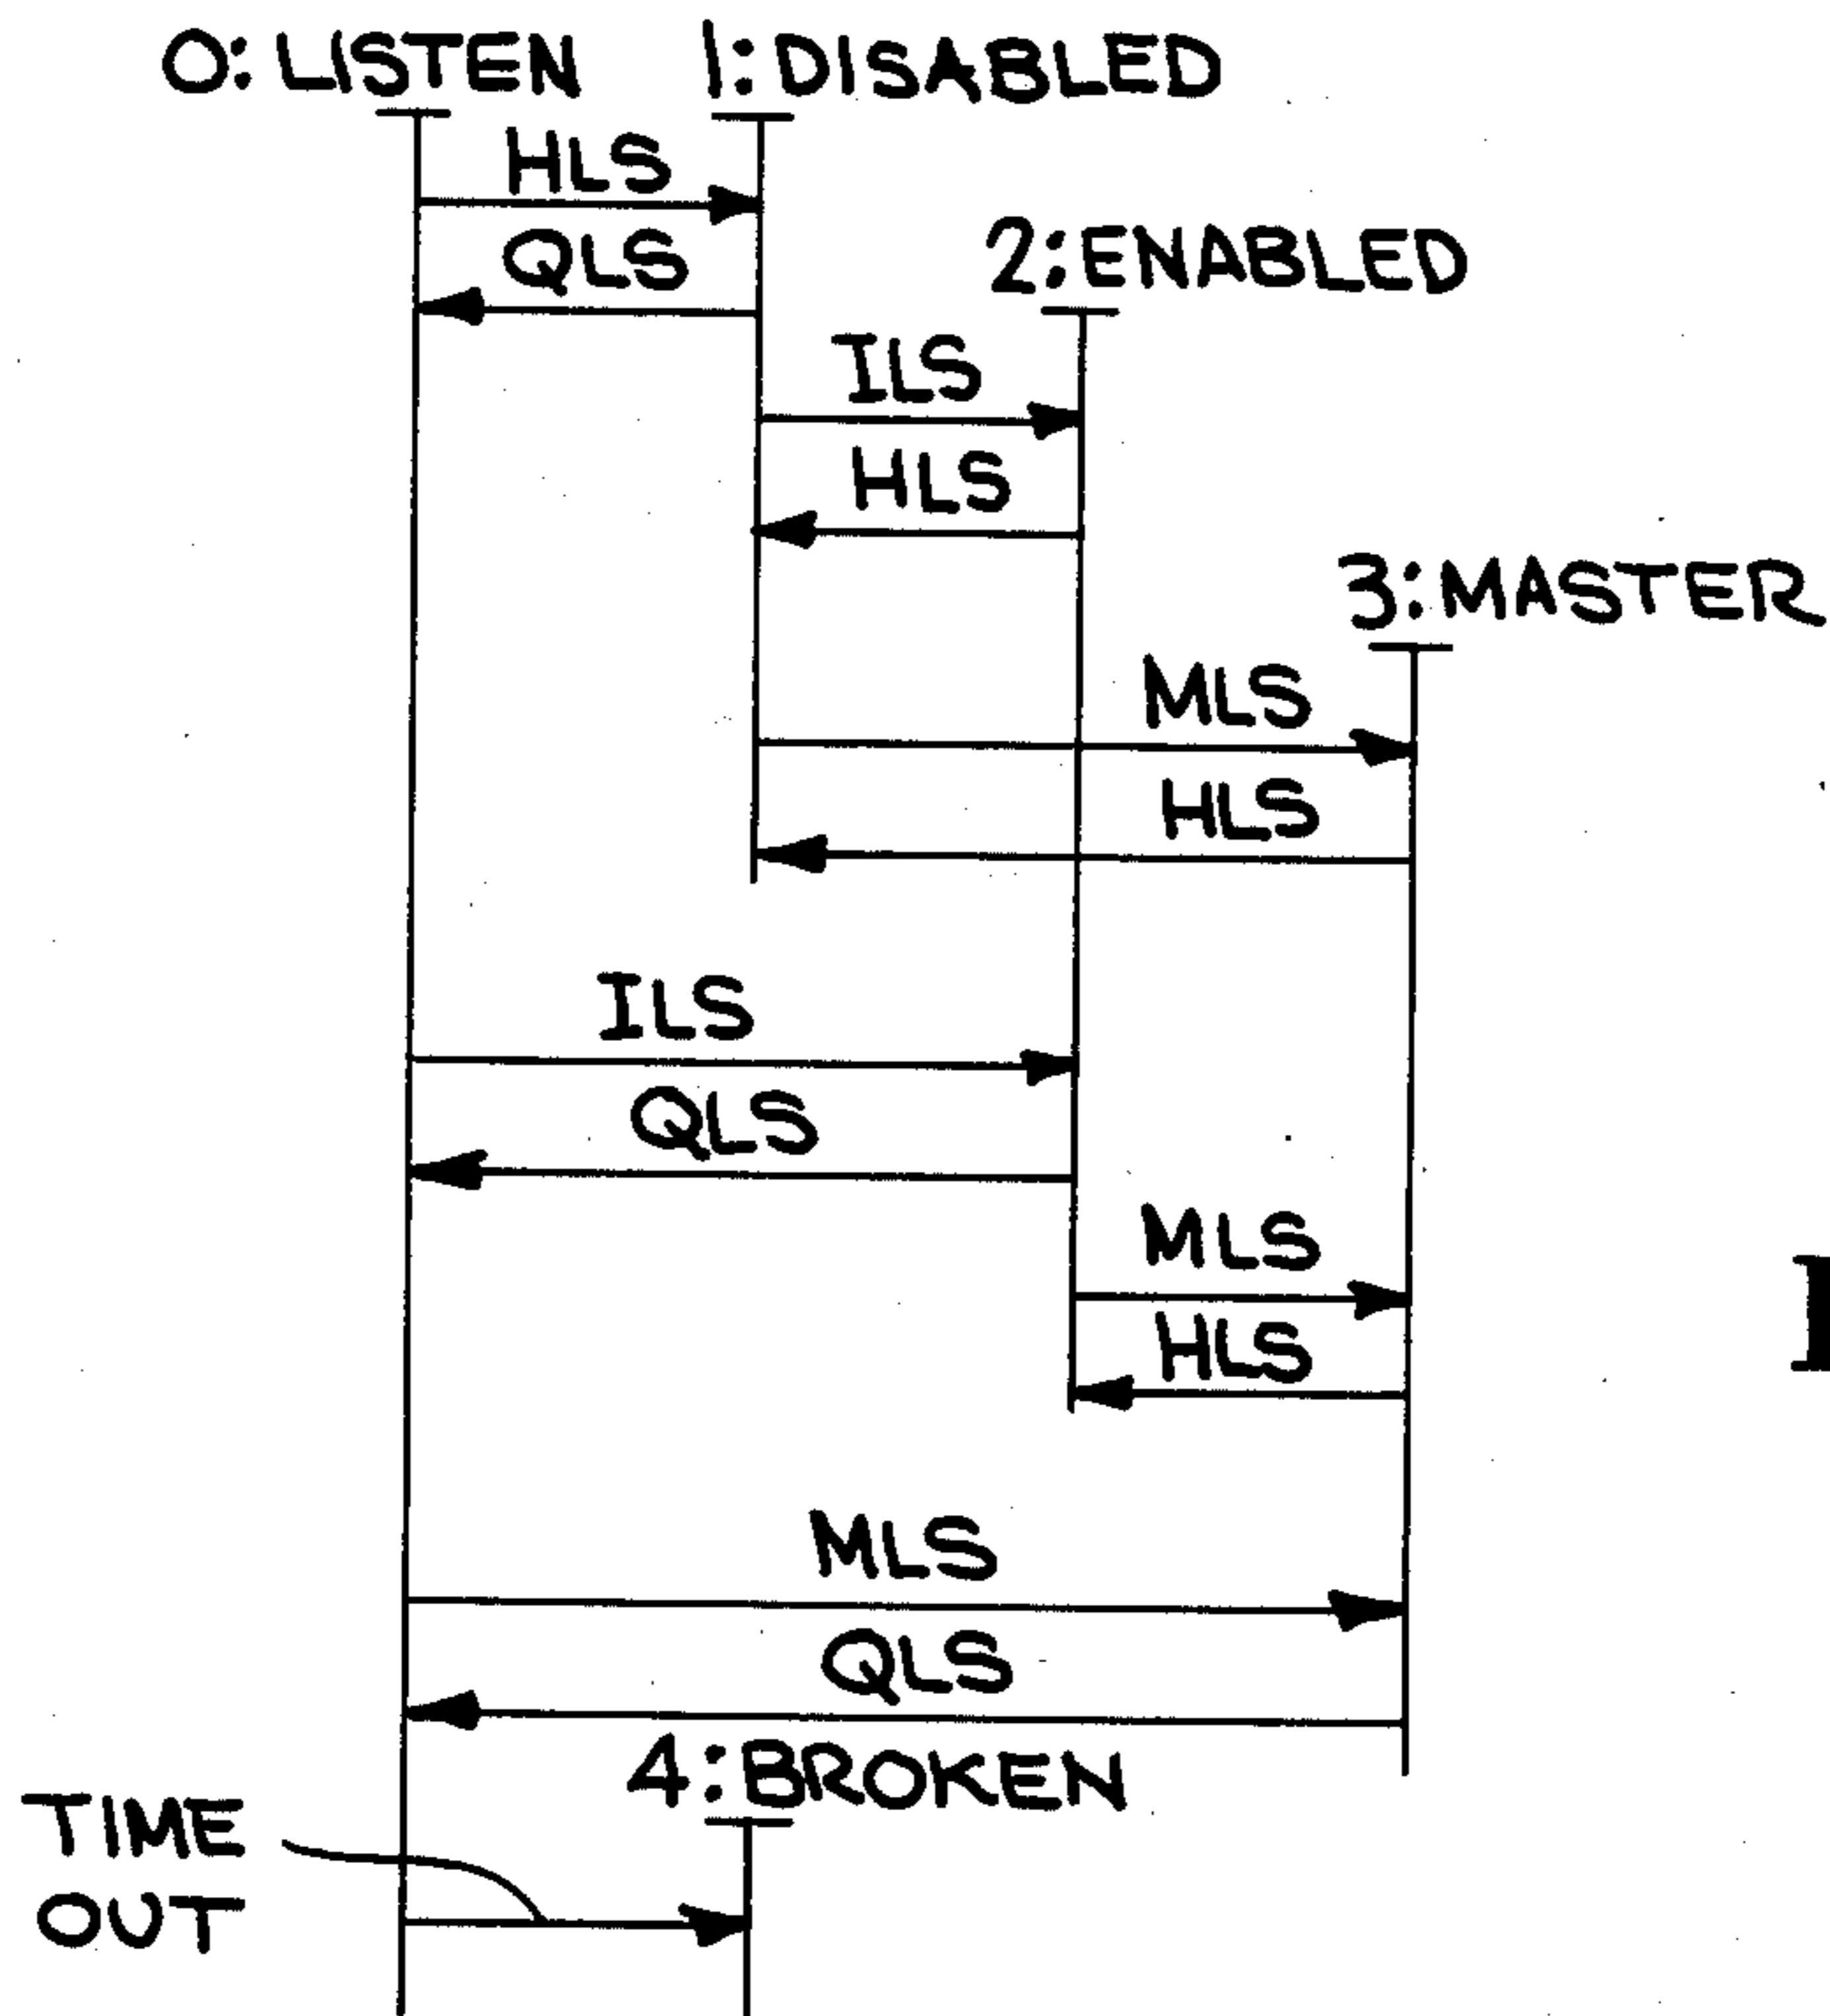 0: LISTEN
1: DISABLED
HLS
QLS
2: ENABLED
ILS
HLS
3: MASTER
MLS
HLS
ILS
QLS
MLS
HLS
MLS
QLS
4: BROKEN
TIME
OUT